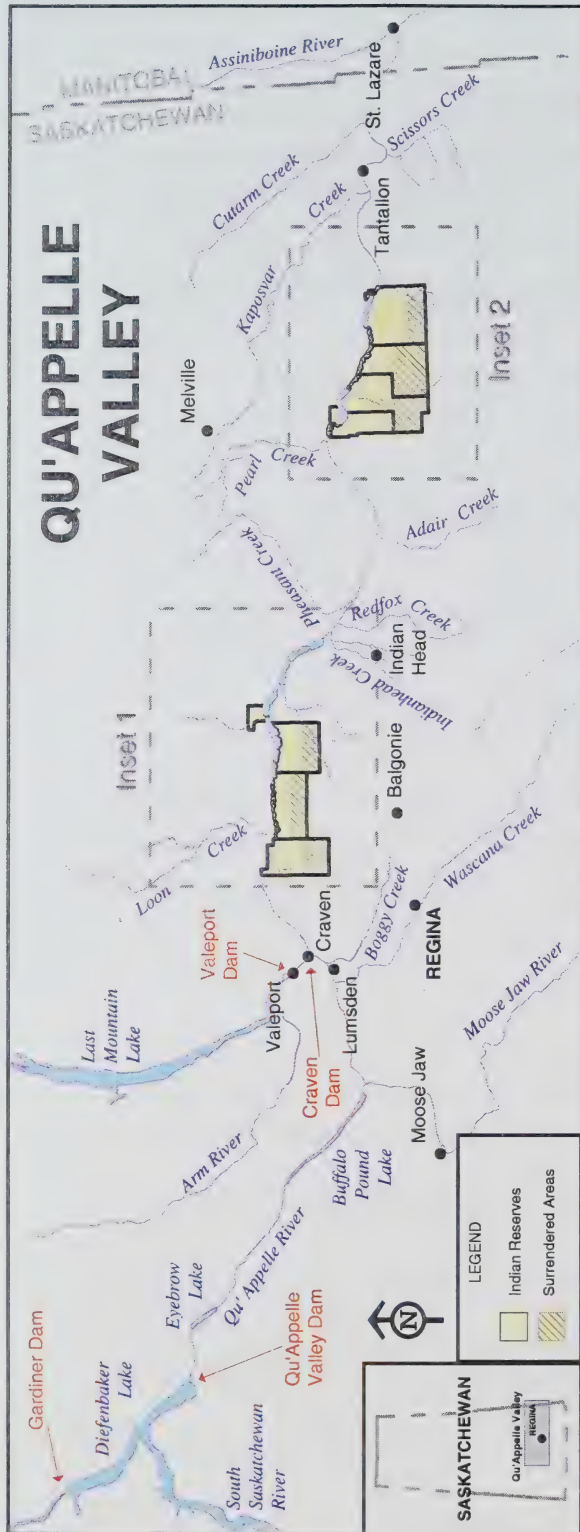 QU'APPELLE
VALLEY
MANITOBA
SASKATCHEWAN
Assiniboine River
St. Lazare
Scissors Creek
Cutarm Creek
Tantallon
Kaposvar
Creek
Inset 2
Melville
Pearl
Creek
Adair Creek
Pheasant Creek
Redfox Creek
Indian
Head
Indianhead Creek
Inset 1
Balgonie
Loon
Creek
Wascana Creek
Boggy Creek
REGINA
Valeport
Dam
Craven
Valeport
Lumsden
Craven
Dam
Last
Mountain
Lake
Moose Jaw River
Moose Jaw
Arm River
Buffalo
Pound
Lake
Qu'Appelle River
Eyebrow
Lake
Qu'Appelle
Valley Dam
Gardiner Dam
Diefenbaker
Lake
South
Saskatchewan
River
N
LEGEND
Indian Reserves
Surrendered Areas
SASKATCHEWAN
Qu'Appelle Valley
REGINA